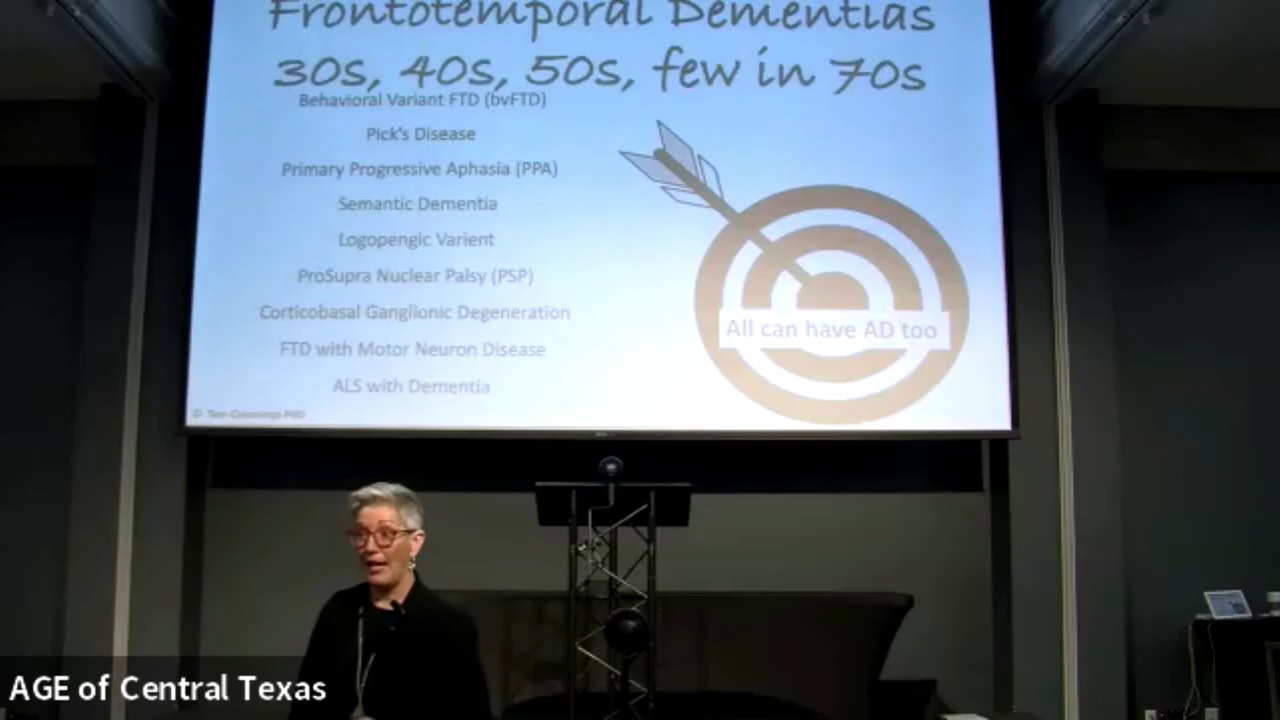 Frontotemporal Dementias
30s, 40s, 50s, few in 70s
Behavioral Variant FTD (bvFTD)
Pick's Disease
Primary Progressive Aphasia (PPA)
Semantic Dementia
Logopengic Varient
ProSupra Nuclear Palsy (PSP)
Corticobasal Ganglionic Degeneration
FTD with Motor Neuron Disease
ALS with Dementia
All can have AD too
©
PhD
AGE of Central Texas